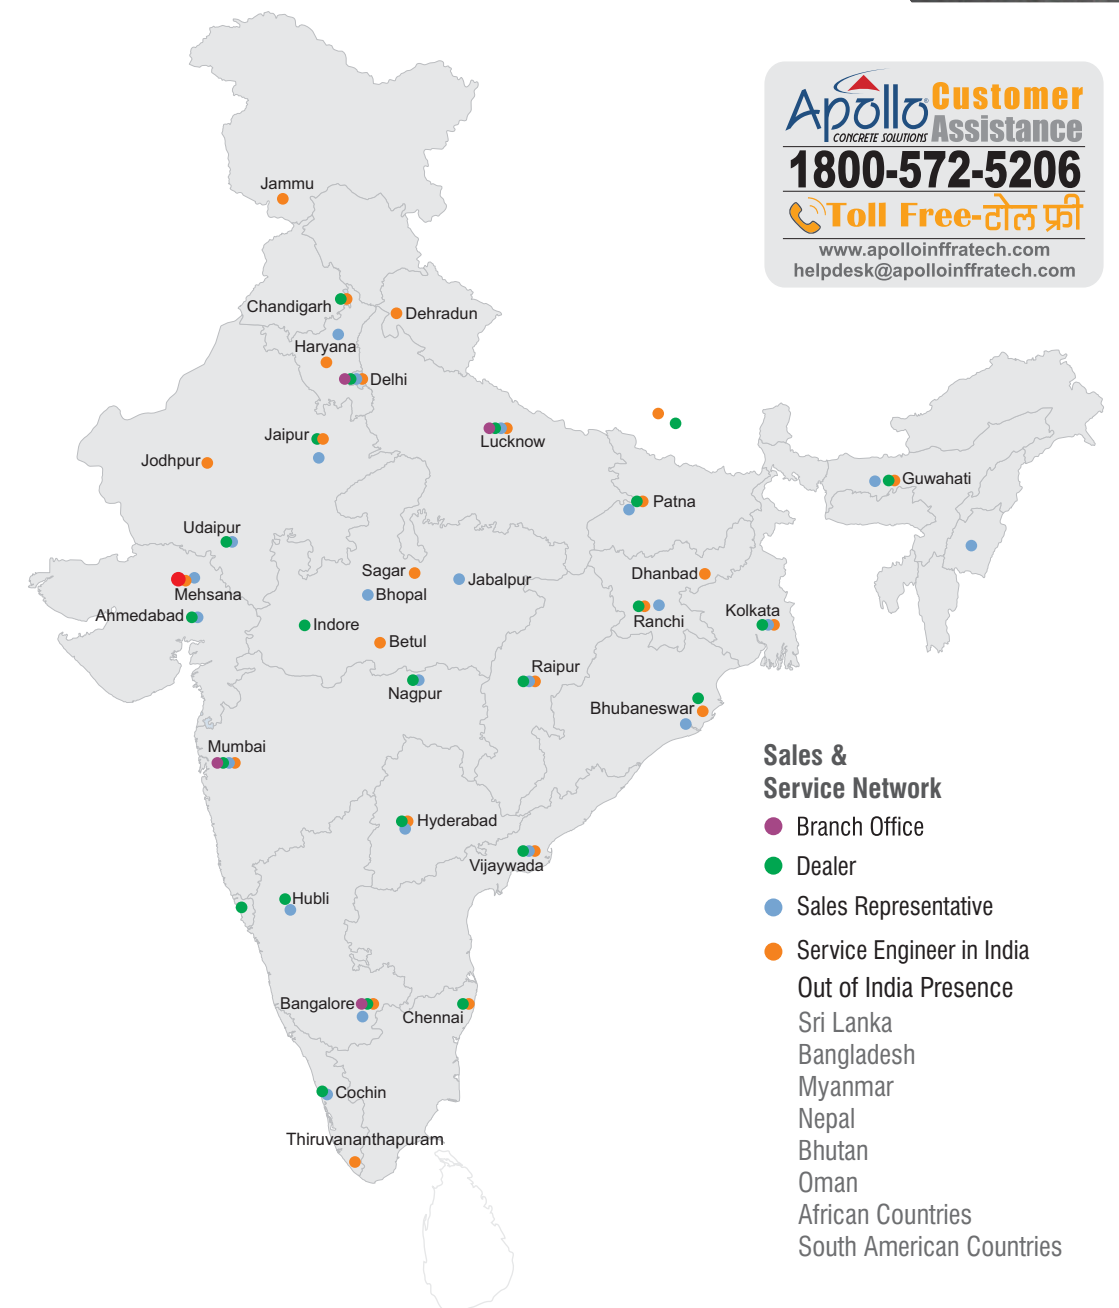 Apollo
CONCRETE SOLUTIONS
Customer
Assistance
1800-572-5206
Toll Free-टोल फ्री
www.apolloinffratech.com
helpdesk@apolloinffratech.com
Jammu
Chandigarh
Dehradun
Haryana
Delhi
Jaipur
Lucknow
Jodhpur
Guwahati
Patna
Udaipur
Sagar
Jabalpur
Dhanbad
Mehsana
Bhopal
Ahmedabad
Indore
Ranchi
Kolkata
Betul
Raipur
Nagpur
Bhubaneswar
Mumbai
Hyderabad
Vijaywada
Hubli
Bangalore
Chennai
Cochin
Thiruvananthapuram
Sales &
Service Network
Branch Office
Dealer
Sales Representative
Service Engineer in India
Out of India Presence
Sri Lanka
Bangladesh
Myanmar
Nepal
Bhutan
Oman
African Countries
South American Countries